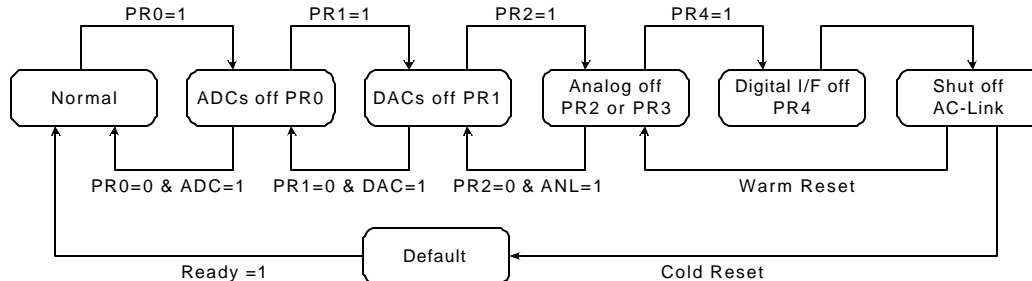 PR0=1
PR1=1
PR2=1
PR4=1
Normal
ADCs off PR0
DACs off PR1
Analog off
PR2 or PR3
Digital I/F off
PR4
Shut off
AC-Link
PR0=0 & ADC=1
PR1=0 & DAC=1
PR2=0 & ANL=1
Warm Reset
Default
Ready =1
Cold Reset